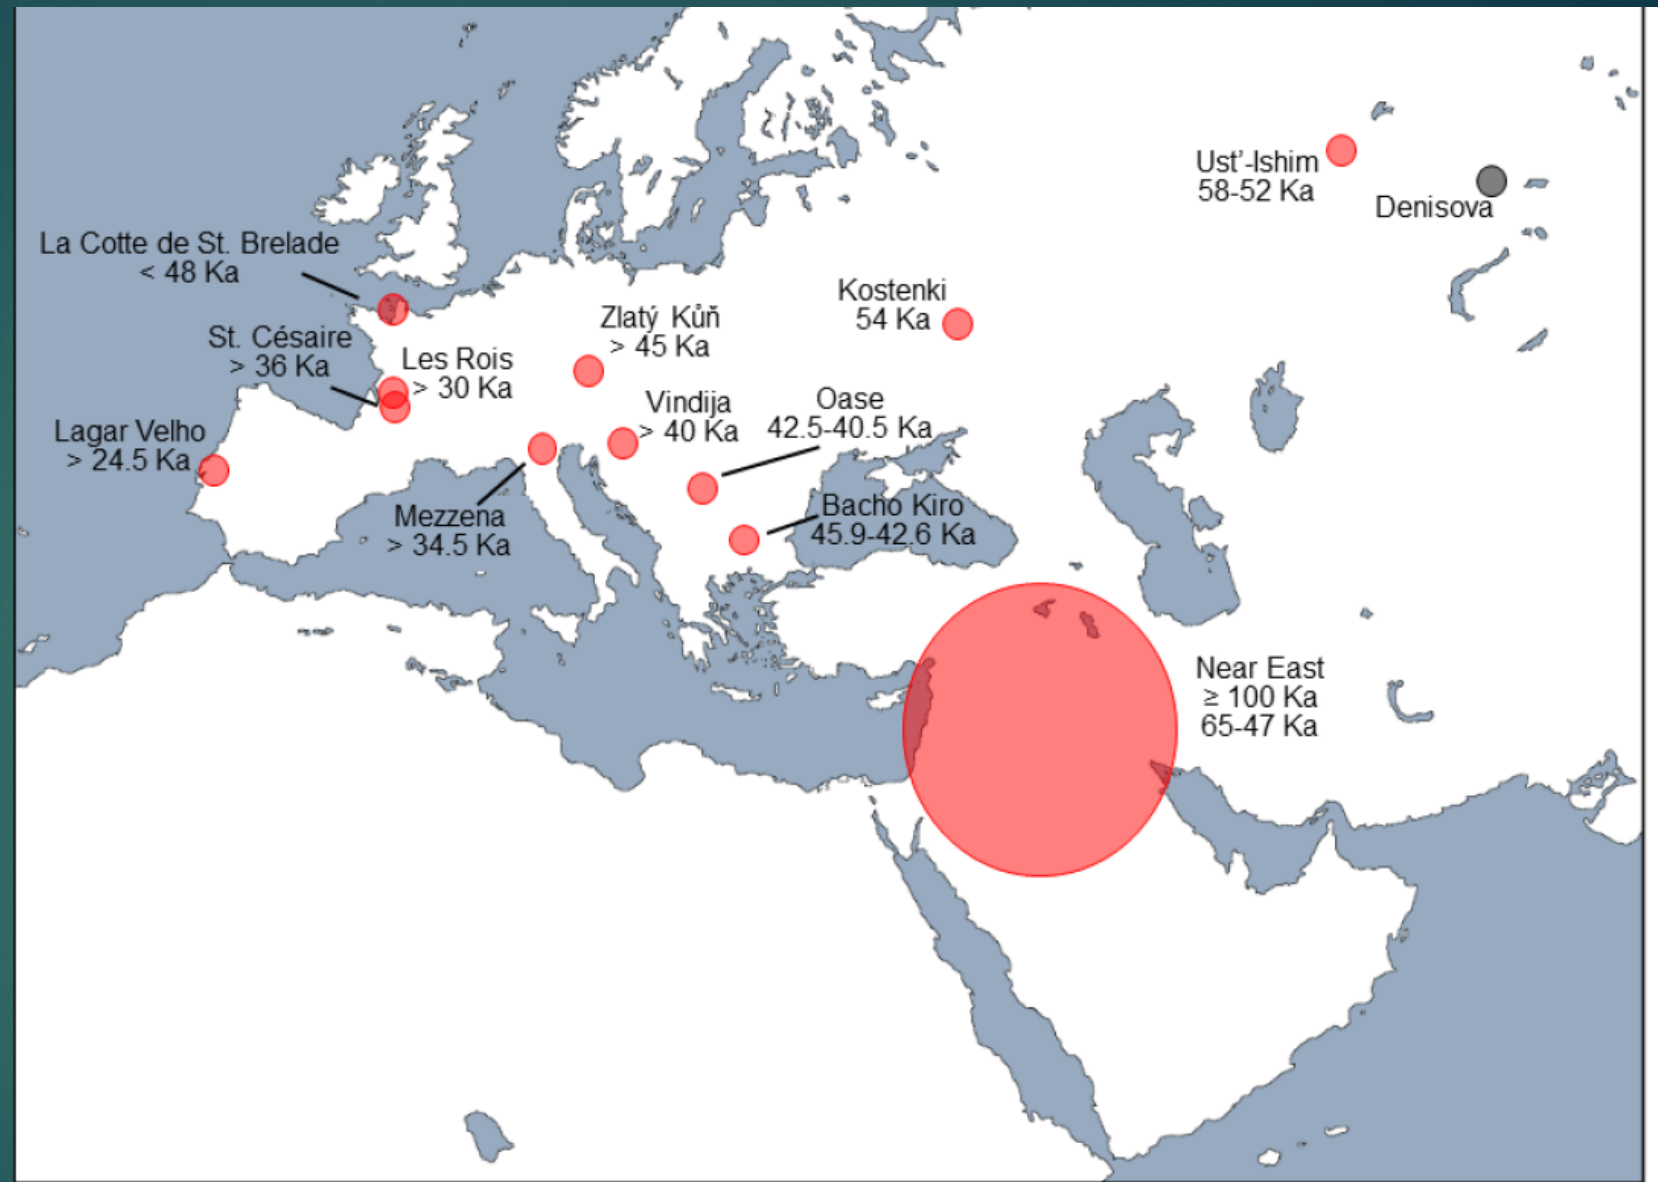 Ust'-Ishim
58-52 Ka
Denisova
La Cotte de St. Brelade
< 48 Ka
Kostenki
54 Ka
Zlatý Kůň
> 45 Ka
St. Césaire
> 36 Ka
Les Rois
> 30 Ka
Vindija
> 40 Ka
Oase
42.5-40.5 Ka
Lagar Velho
> 24.5 Ka
Mezzena
> 34.5 Ka
Bacho Kiro
45.9-42.6 Ka
Near East
≥ 100 Ka
65-47 Ka